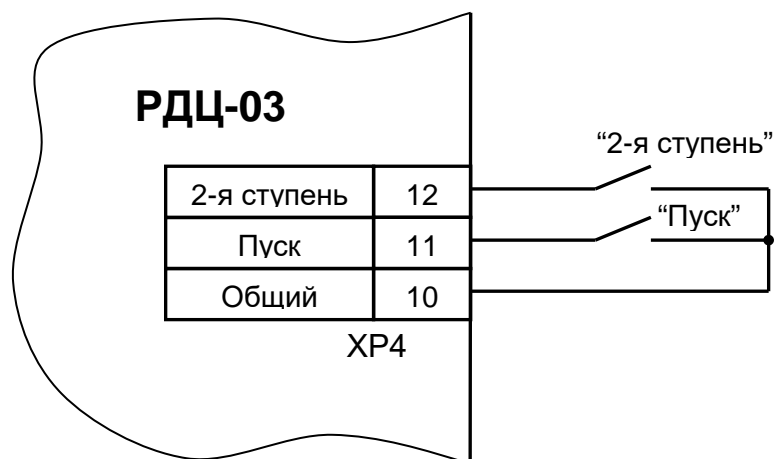 РДЦ-03
“2-я ступень”
2-я ступень 12
“Пуск”
Пуск 11
Общий 10
XP4